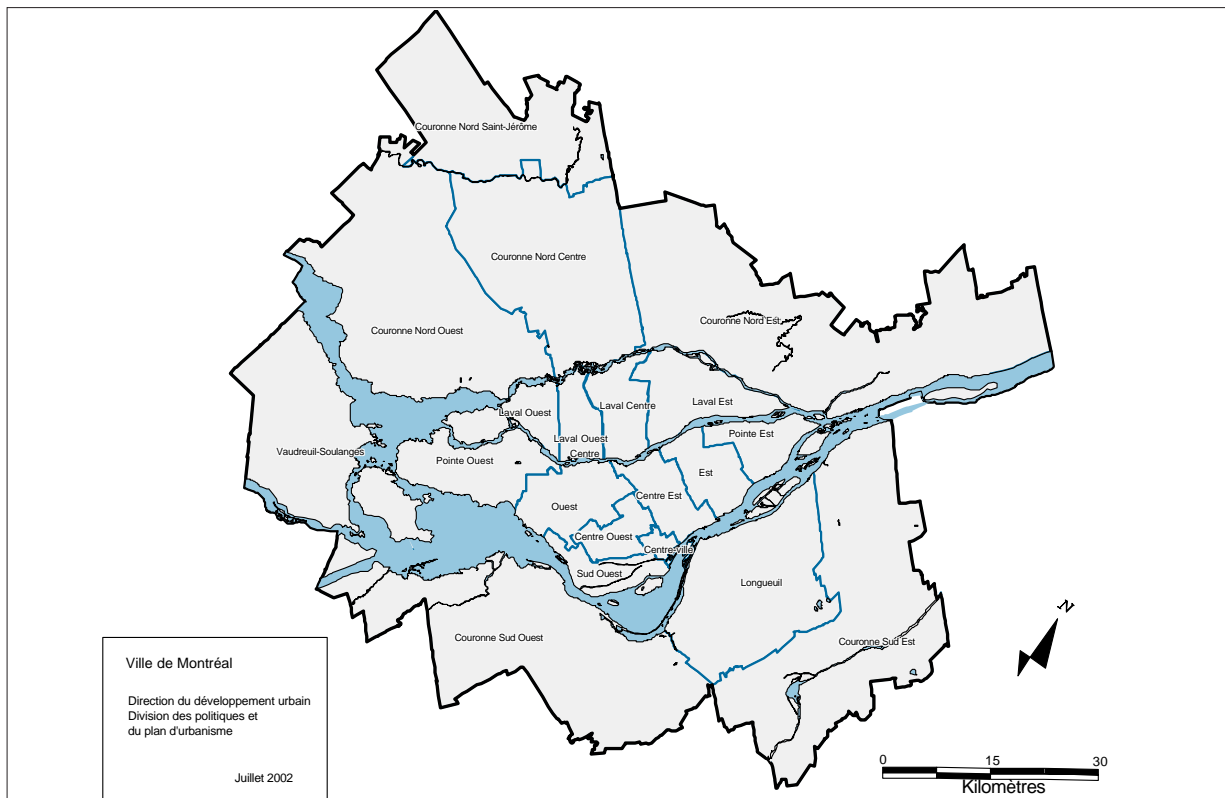 Couronne Nord Saint-Jérôme
Couronne Nord Centre
Couronne Nord Ouest
Couronne Nord Est
Laval Ouest
Laval Centre
Laval Est
Laval Ouest
Centre
Pointe Est
Vaudreuil-Soulanges
Pointe Ouest
Est
Ouest
Centre Est
Centre Ouest
Centre-ville
Sud Ouest
Longueuil
Couronne Sud Ouest
Couronne Sud Est
N
Ville de Montréal
Direction du développement urbain
Division des politiques et
du plan d'urbanisme
Juillet 2002
0 15 30
Kilomètres